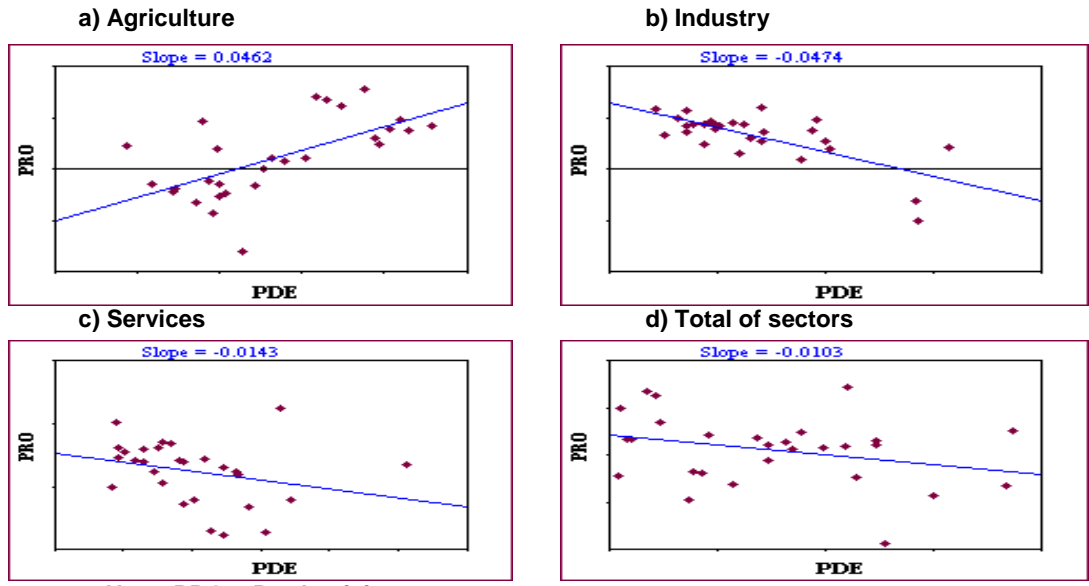 a) Agriculture
Slope = 0.0462
PRO
PDE
b) Industry
Slope = -0.0474
PRO
PDE
c) Services
Slope = -0.0143
PRO
PDE
d) Total of sectors
Slope = -0.0103
PRO
PDE